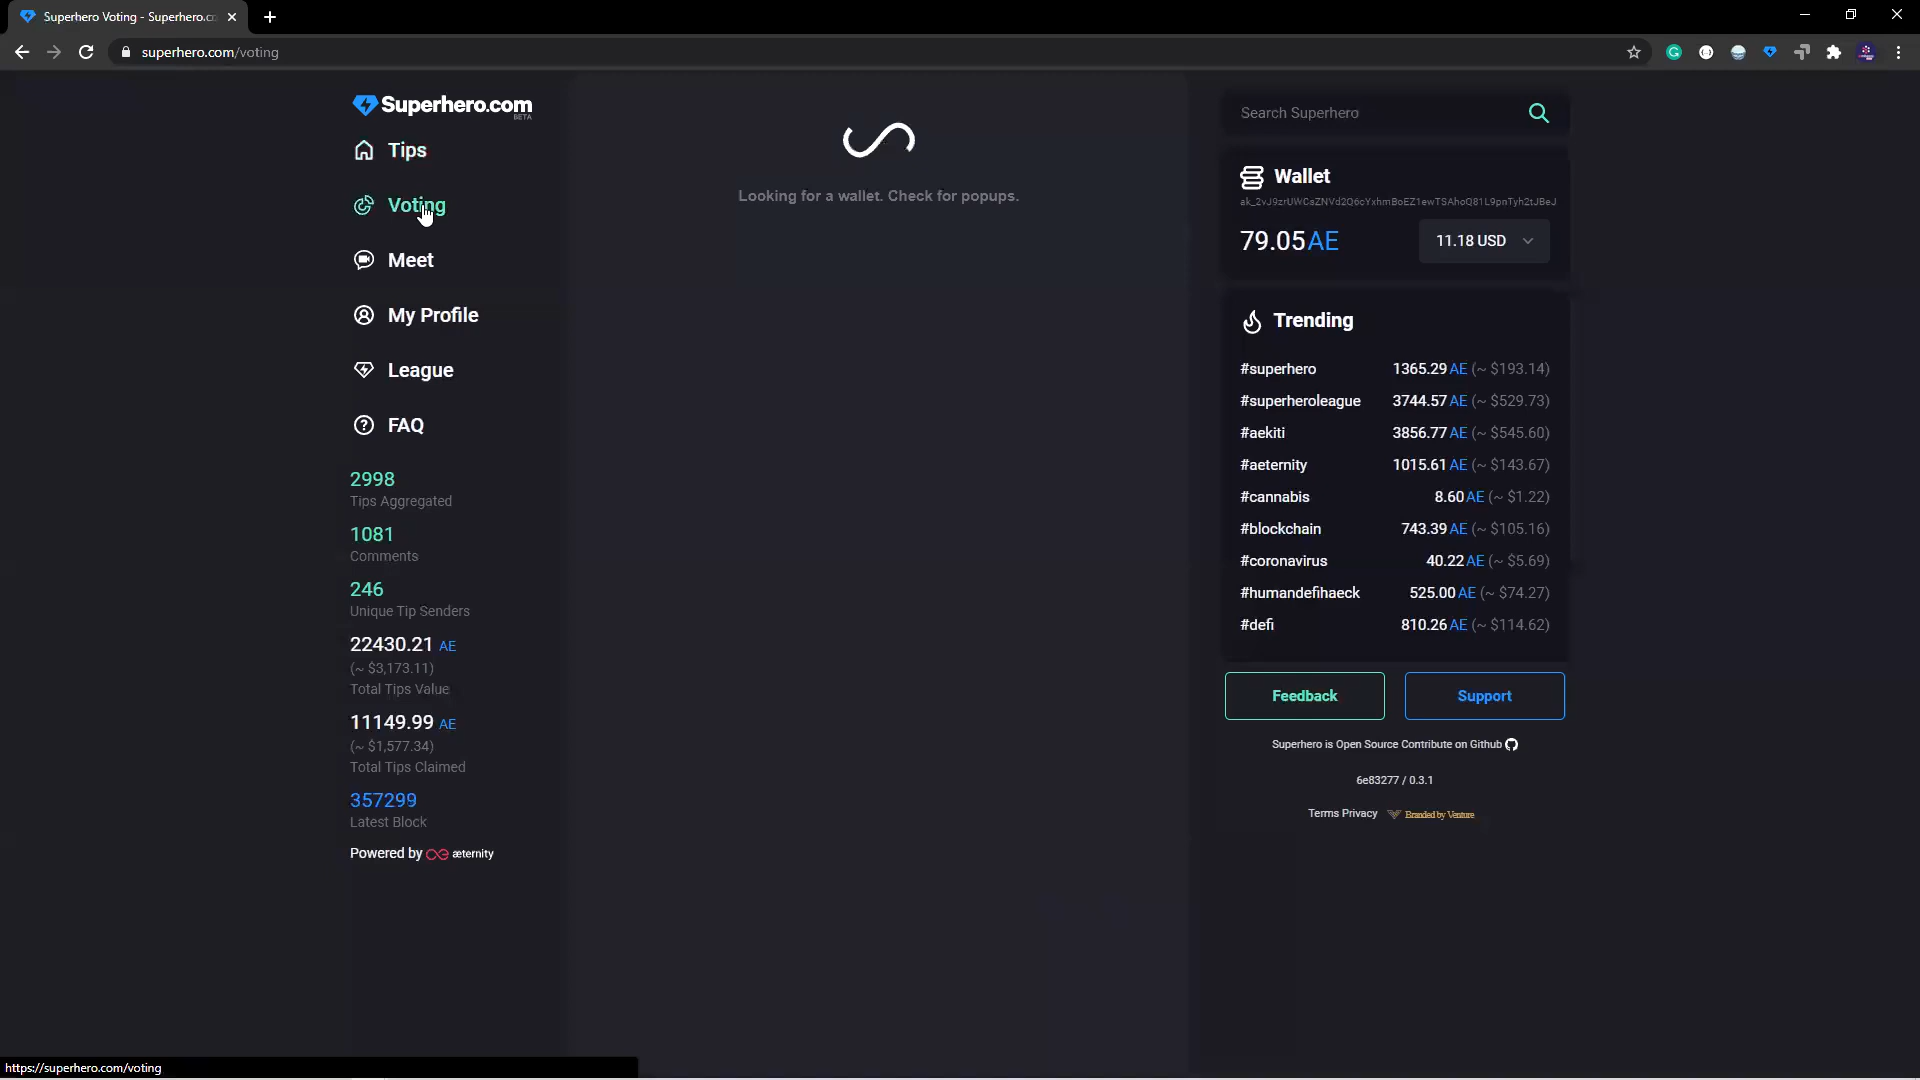 Superhero Voting - Superhero.co
superhero.com/voting
Superhero.com
BETA
Tips
Voting
Meet
My Profile
League
FAQ
2998
Tips Aggregated
1081
Comments
246
Unique Tip Senders
22430.21 AE
(~ $3,173.11)
Total Tips Value
11149.99 AE
(~ $1,577.34)
Total Tips Claimed
357299
Latest Block
Powered by æternity
Looking for a wallet. Check for popups.
Search Superhero
Wallet
79.05 AE
11.18 USD
Trending
#superhero 1365.29 AE (~ $193.14)
#superheroleague 3744.57 AE (~ $529.73)
#aekiti 3856.77 AE (~ $545.60)
#aeternity 1015.61 AE (~ $143.67)
#cannabis 8.60 AE (~ $1.22)
#blockchain 743.39 AE (~ $105.16)
#coronavirus 40.22 AE (~ $5.69)
#humandefihaeck 525.00 AE (~ $74.27)
#defi 810.26 AE (~ $114.62)
Feedback
Support
Superhero is Open Source Contribute on Github
6e83277 / 0.3.1
Terms Privacy Branded by Venture
https://superhero.com/voting